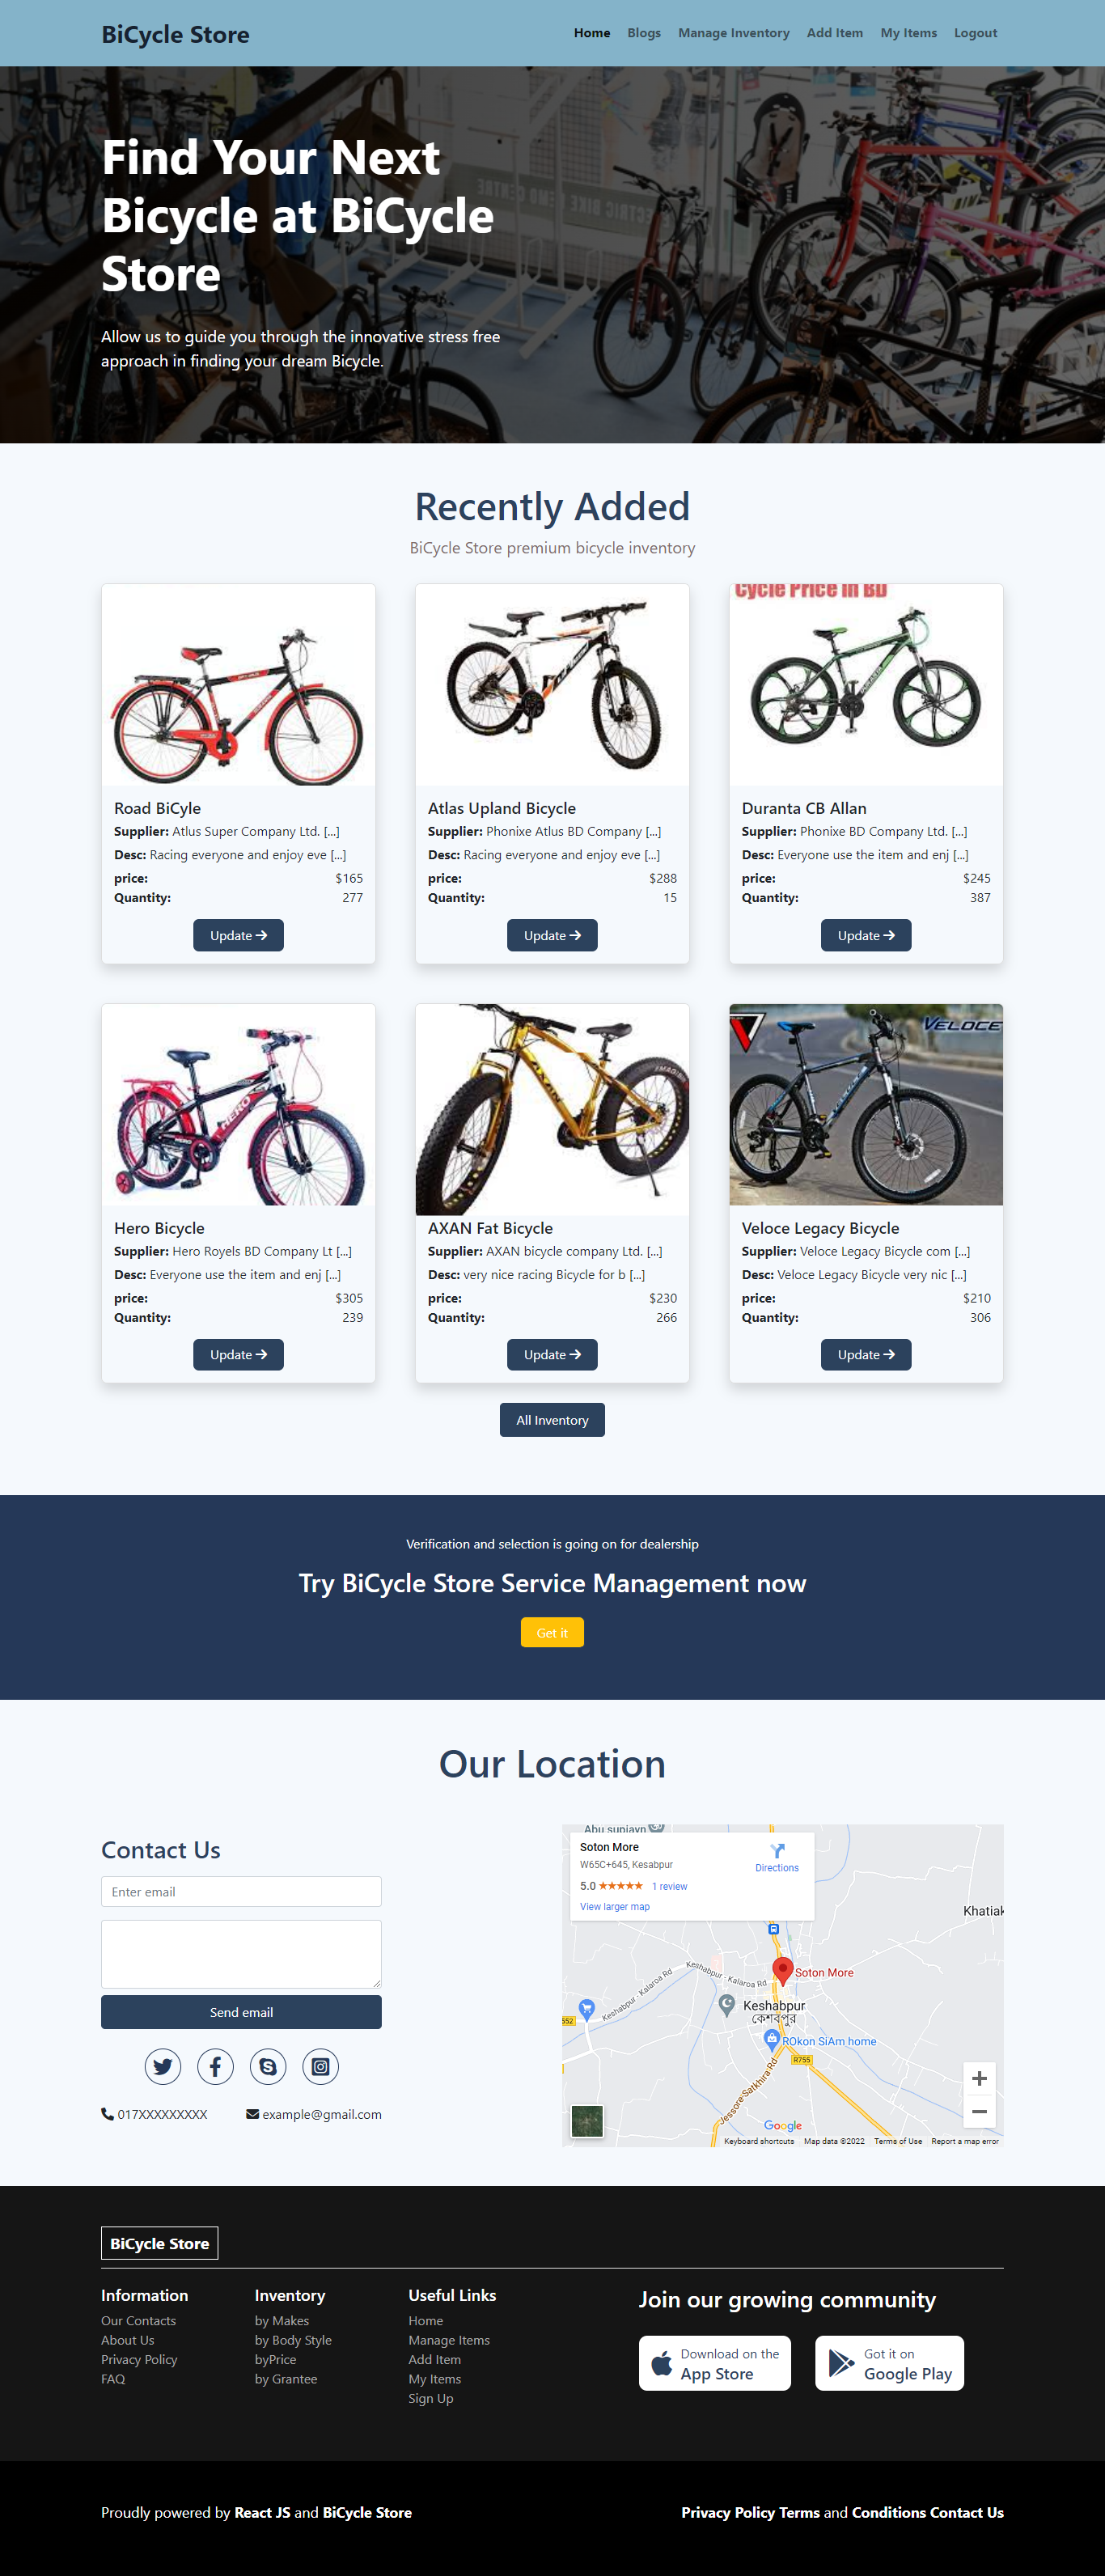 BiCycle Store
Home Blogs Manage Inventory Add Item My Items Logout
Find Your Next
Bicycle at BiCycle
Store
Allow us to guide you through the innovative stress free
approach in finding your dream Bicycle.
Recently Added
BiCycle Store premium bicycle inventory
Cycle Price in BD
Road BiCyle
Supplier: Atlus Super Company Ltd. [...]
Desc: Racing everyone and enjoy eve [...]
price: $165
Quantity: 277
Update
Atlas Upland Bicycle
Supplier: Phonixe Atlus BD Company [...]
Desc: Racing everyone and enjoy eve [...]
price: $288
Quantity: 15
Update
Duranta CB Allan
Supplier: Phonixe BD Company Ltd. [...]
Desc: Everyone use the item and enj [...]
price: $245
Quantity: 387
Update
HERO
Hero Bicycle
Supplier: Hero Royels BD Company Lt [...]
Desc: Everyone use the item and enj [...]
price: $305
Quantity: 239
Update
AXAN
AXAN Fat Bicycle
Supplier: AXAN bicycle company Ltd. [...]
Desc: very nice racing Bicycle for b [...]
price: $230
Quantity: 266
Update
VELOCE
Veloce Legacy Bicycle
Supplier: Veloce Legacy Bicycle com [...]
Desc: Veloce Legacy Bicycle very nic [...]
price: $210
Quantity: 306
Update
All Inventory
Verification and selection is going on for dealership
Try BiCycle Store Service Management now
Get it
Our Location
Contact Us
Enter email
Send email
017XXXXXXXXX example@gmail.com
Soton More
W65C+645, Kesabpur
5.0 1 review
View larger map
Directions
Khatiak
Keshabpur - Kalaroa Rd
Keshabpur - Kalaroa Rd
Soton More
Keshabpur
কেশবপুর
552
ROkon SiAm home
R755
Jessore-Satkhira Rd
Google
Keyboard shortcuts Map data ©2022 Terms of Use Report a map error
BiCycle Store
Information
Our Contacts
About Us
Privacy Policy
FAQ
Inventory
by Makes
by Body Style
byPrice
by Grantee
Useful Links
Home
Manage Items
Add Item
My Items
Sign Up
Join our growing community
Download on the
App Store
Got it on
Google Play
Proudly powered by React JS and BiCycle Store
Privacy Policy Terms and Conditions Contact Us